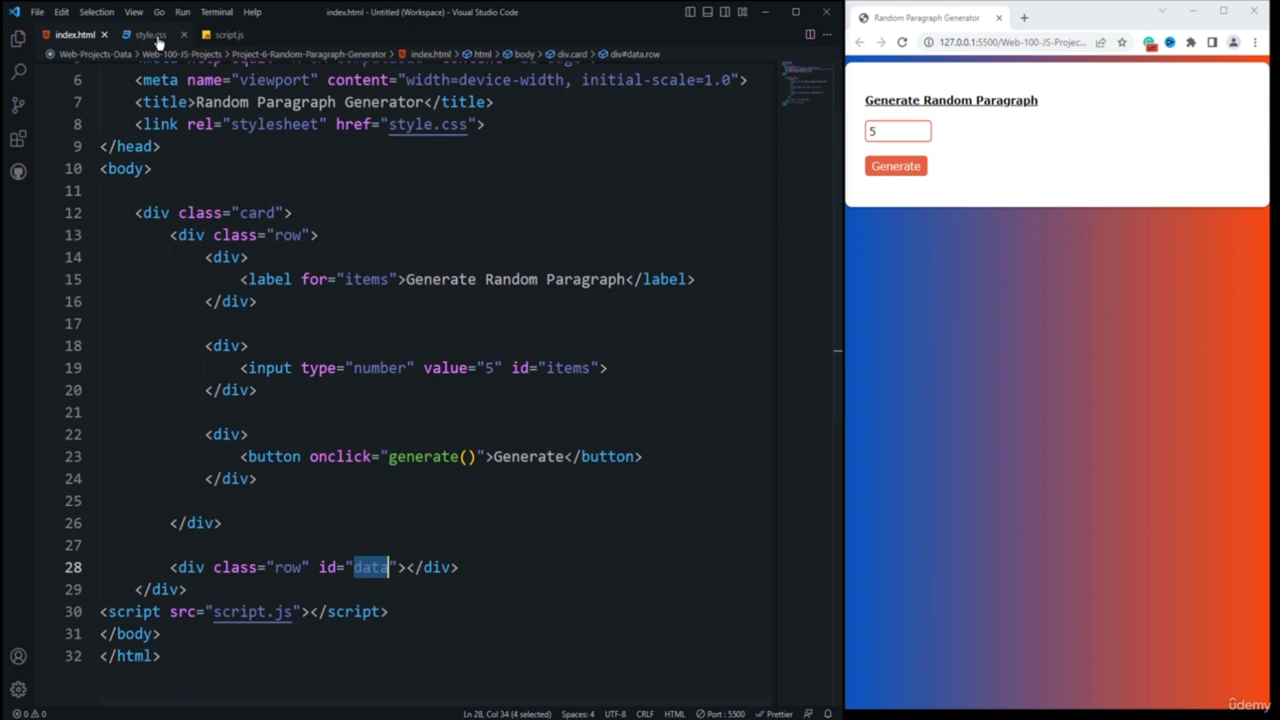 File Edit Selection View Go Run Terminal Help
index.html - Untitled (Workspace) - Visual Studio Code
index.html
style.css
script.js
Web-Projects-Data > Web-100-JS-Projects > Project-6-Random-Paragraph-Generator > index.html > html > body > div.card > div#data.row
6 <meta name="viewport" content="width=device-width, initial-scale=1.0">
7 <title>Random Paragraph Generator</title>
8 <link rel="stylesheet" href="style.css">
9 </head>
10 <body>
11
12 <div class="card">
13 <div class="row">
14 <div>
15 <label for="items">Generate Random Paragraph</label>
16 </div>
17
18 <div>
19 <input type="number" value="5" id="items">
20 </div>
21
22 <div>
23 <button onclick="generate()">Generate</button>
24 </div>
25
26 </div>
27
28 <div class="row" id="data"></div>
29 </div>
30 <script src="script.js"></script>
31 </body>
32 </html>
0 0
Ln 28, Col 34 (4 selected) Spaces: 4 UTF-8 CRLF HTML Port : 5500 Prettier
Random Paragraph Generator
127.0.0.1:5500/Web-100-JS-Projec...
Generate Random Paragraph
5
Generate
ûdemy